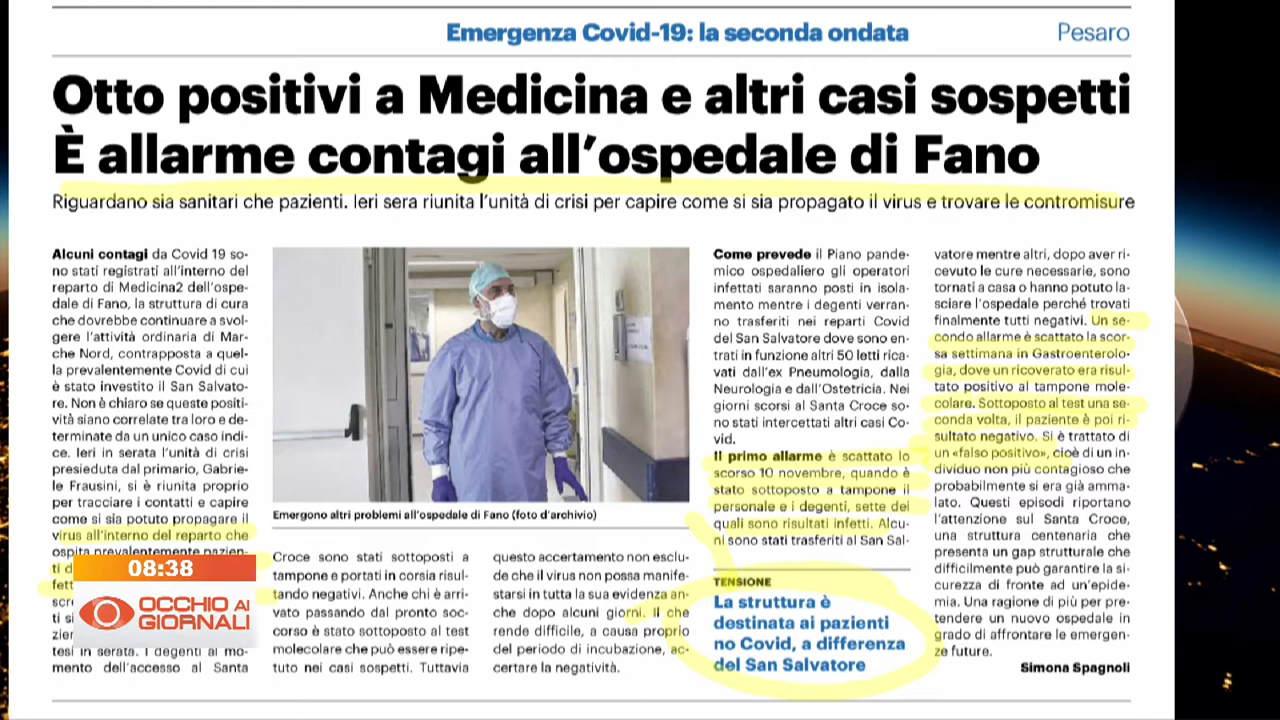 Emergenza Covid-19: la seconda ondata
Pesaro
Otto positivi a Medicina e altri casi sospetti
È allarme contagi all'ospedale di Fano
Riguardano sia sanitari che pazienti. Ieri sera riunita l'unità di crisi per capire come si sia propagato il virus e trovare le contromisure
Alcuni contagi da Covid 19 so-
no stati registrati all'interno del
reparto di Medicina2 dell'ospe-
dale di Fano, la struttura di cura
che dovrebbe continuare a svol-
gere l'attività ordinaria di Mar-
che Nord, contrapposta a quel-
la prevalentemente Covid di cui
è stato investito il San Salvato-
re. Non è chiaro se queste positi-
vità siano correlate tra loro e de-
terminate da un unico caso indi-
ce. Ieri in serata l'unità di crisi
presieduta dal primario, Gabrie-
le Frausini, si è riunita proprio
per tracciare i contatti e capire
come si sia potuto propagare il
virus all'interno del reparto che
ospita prevalentemente pazien-
ti d
fett
scre
ti si
zien
tesi in serata. I degenti al mo-
mento dell'accesso al Santa
Emergono altri problemi all'ospedale di Fano (foto d'archivio)
Croce sono stati sottoposti a
tampone e portati in corsia risul-
tando negativi. Anche chi è arri-
vato passando dal pronto soc-
corso è stato sottoposto al test
molecolare che può essere ripe-
tuto nei casi sospetti. Tuttavia
questo accertamento non esclu-
de che il virus non possa manife-
starsi in tutta la sua evidenza an-
che dopo alcuni giorni. Il che
rende difficile, a causa proprio
del periodo di incubazione, ac-
certare la negatività.
Come prevede il Piano pande-
mico ospedaliero gli operatori
infettati saranno posti in isola-
mento mentre i degenti verran-
no trasferiti nei reparti Covid
del San Salvatore dove sono en-
trati in funzione altri 50 letti rica-
vati dall'ex Pneumologia, dalla
Neurologia e dall'Ostetricia. Nei
giorni scorsi al Santa Croce so-
no stati intercettati altri casi Co-
vid.
Il primo allarme è scattato lo
scorso 10 novembre, quando è
stato sottoposto a tampone il
personale e i degenti, sette dei
quali sono risultati infetti. Alcu-
ni sono stati trasferiti al San Sal-
TENSIONE
La struttura è
destinata ai pazienti
no Covid, a differenza
del San Salvatore
vatore mentre altri, dopo aver ri-
cevuto le cure necessarie, sono
tornati a casa o hanno potuto la-
sciare l'ospedale perché trovati
finalmente tutti negativi. Un se-
condo allarme è scattato la scor-
sa settimana in Gastroenterolo-
gia, dove un ricoverato era risul-
tato positivo al tampone mole-
colare. Sottoposto al test una se-
conda volta, il paziente è poi ri-
sultato negativo. Si è trattato di
un «falso positivo», cioè di un in-
dividuo non più contagioso che
probabilmente si era già amma-
lato. Questi episodi riportano
l'attenzione sul Santa Croce,
una struttura centenaria che
presenta un gap strutturale che
difficilmente può garantire la si-
curezza di fronte ad un'epide-
mia. Una ragione di più per pre-
tendere un nuovo ospedale in
grado di affrontare le emergen-
ze future.
Simona Spagnoli
08:38
OCCHIO AI
GIORNALI